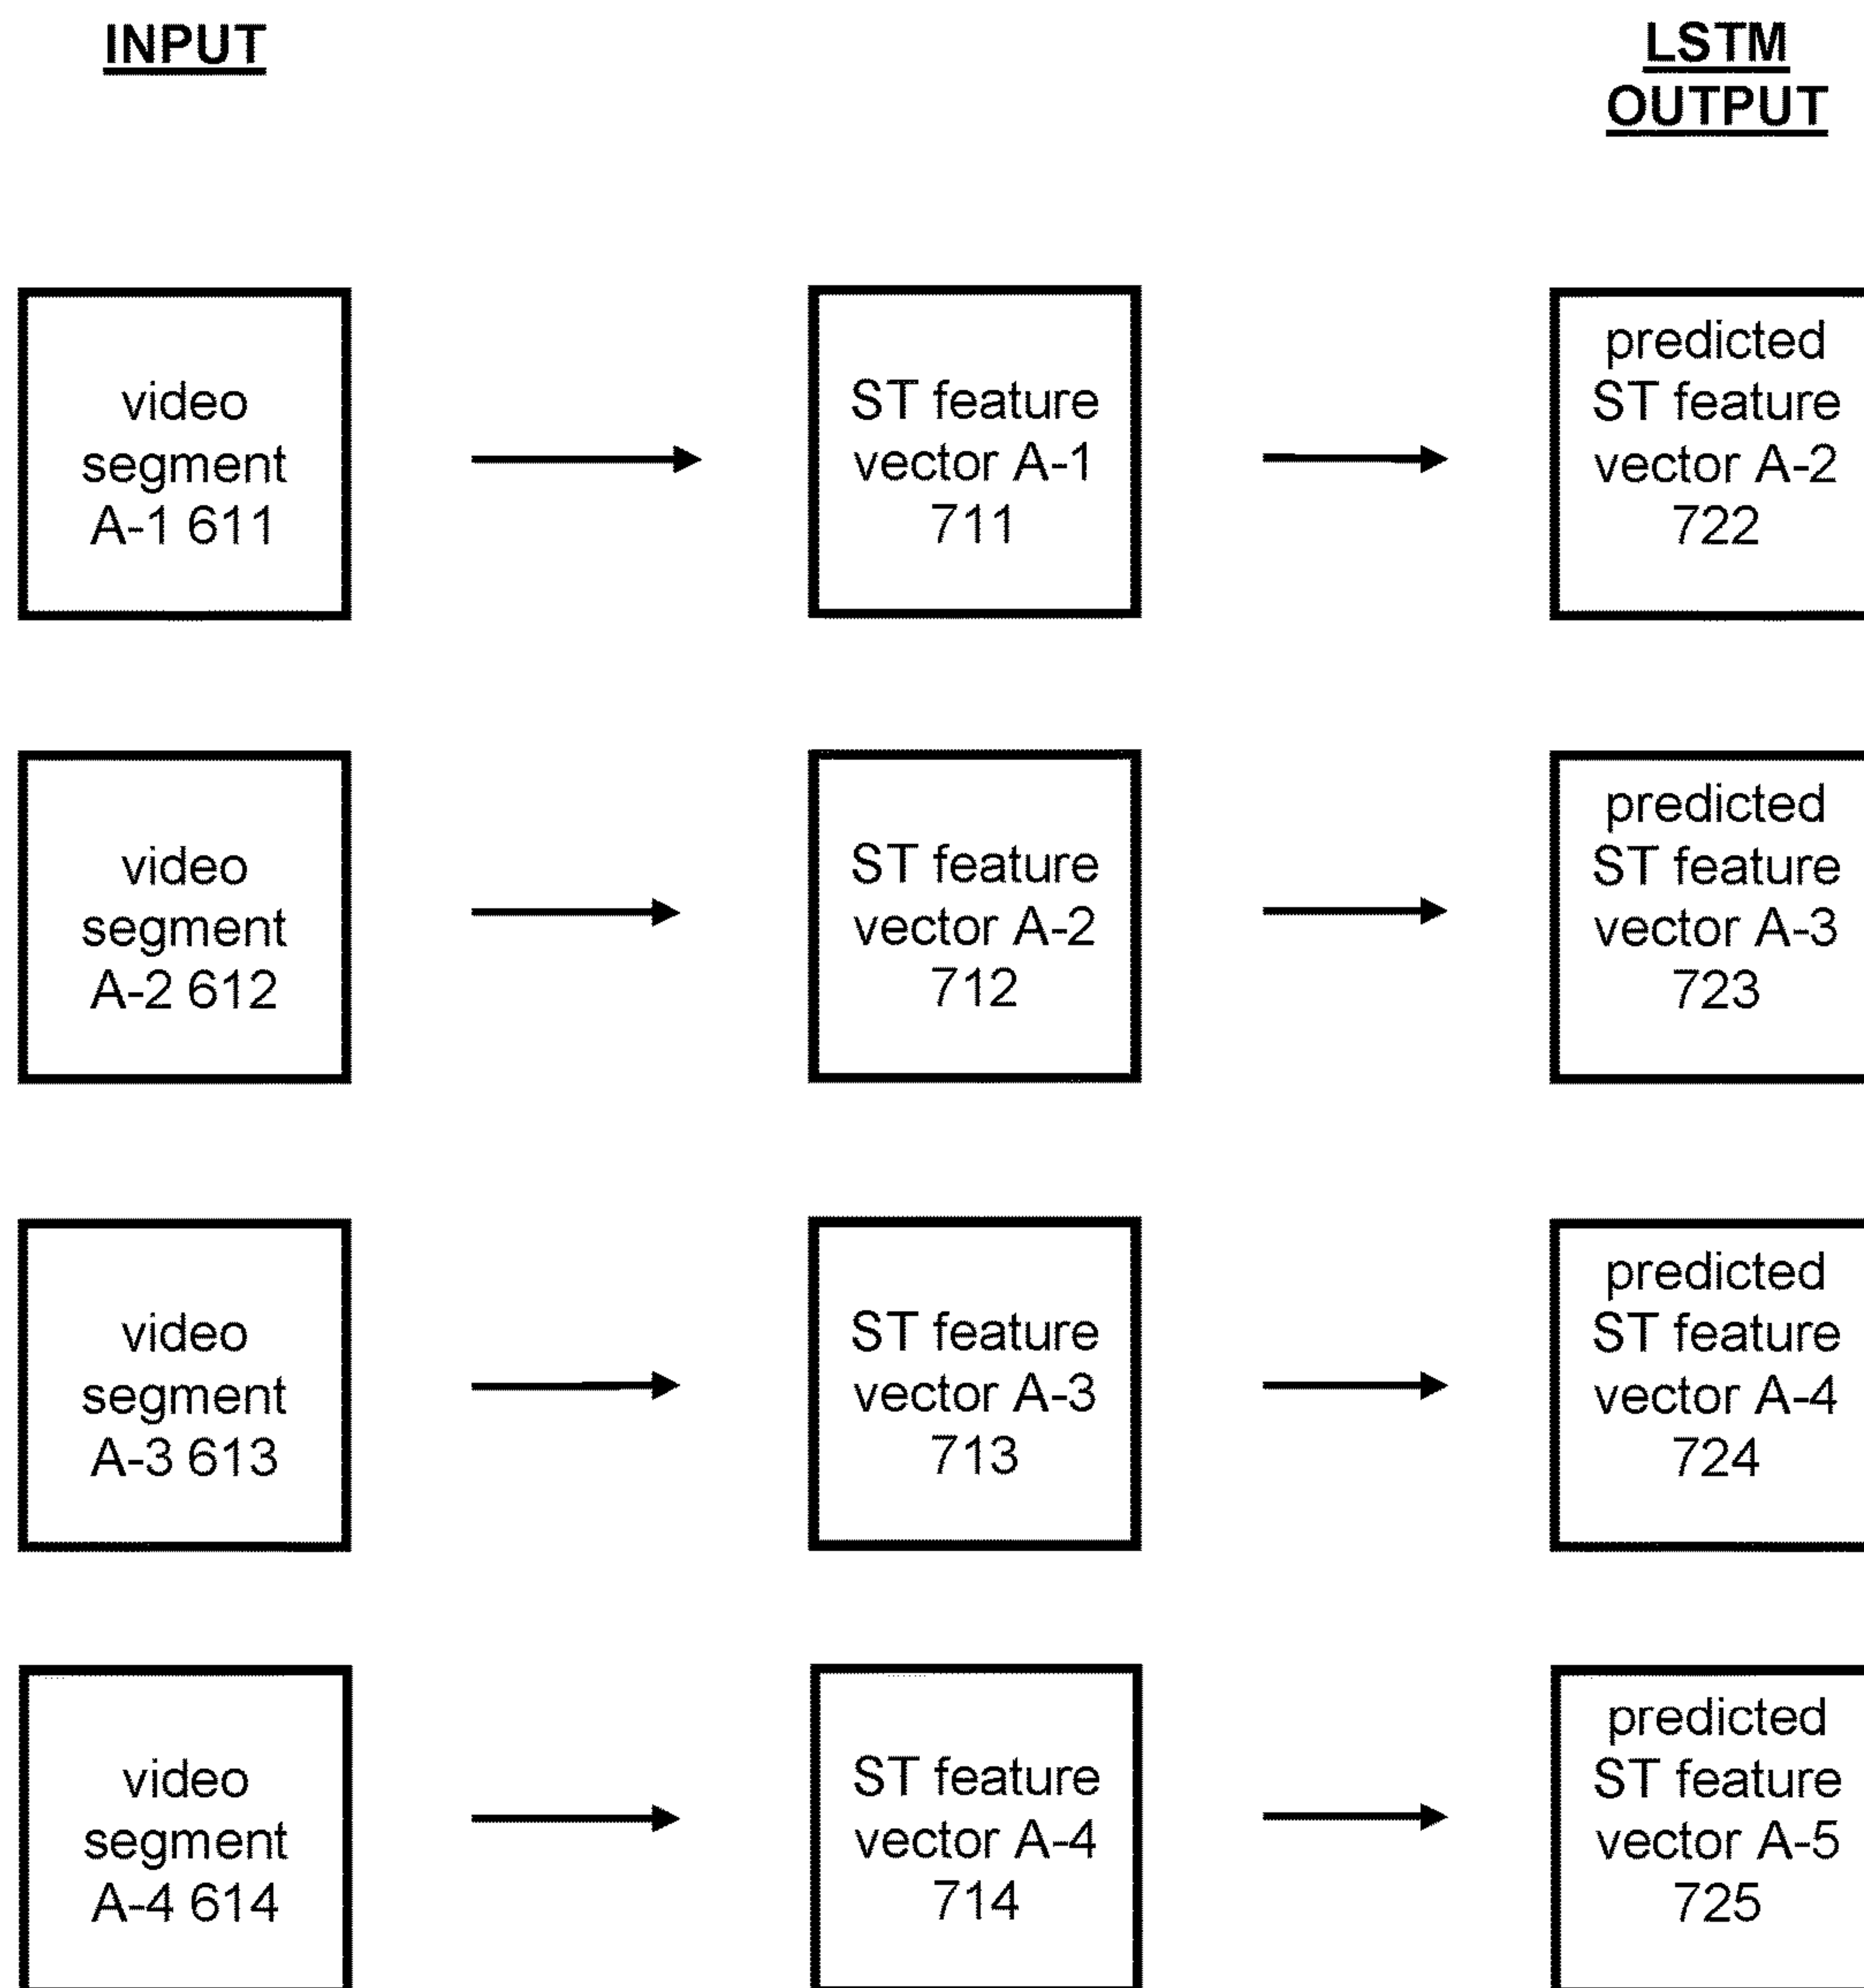 INPUT
LSTM
OUTPUT
video
segment
A-1 611
ST feature
vector A-1
711
predicted
ST feature
vector A-2
722
video
segment
A-2 612
ST feature
vector A-2
712
predicted
ST feature
vector A-3
723
video
segment
A-3 613
ST feature
vector A-3
713
predicted
ST feature
vector A-4
724
video
segment
A-4 614
ST feature
vector A-4
714
predicted
ST feature
vector A-5
725